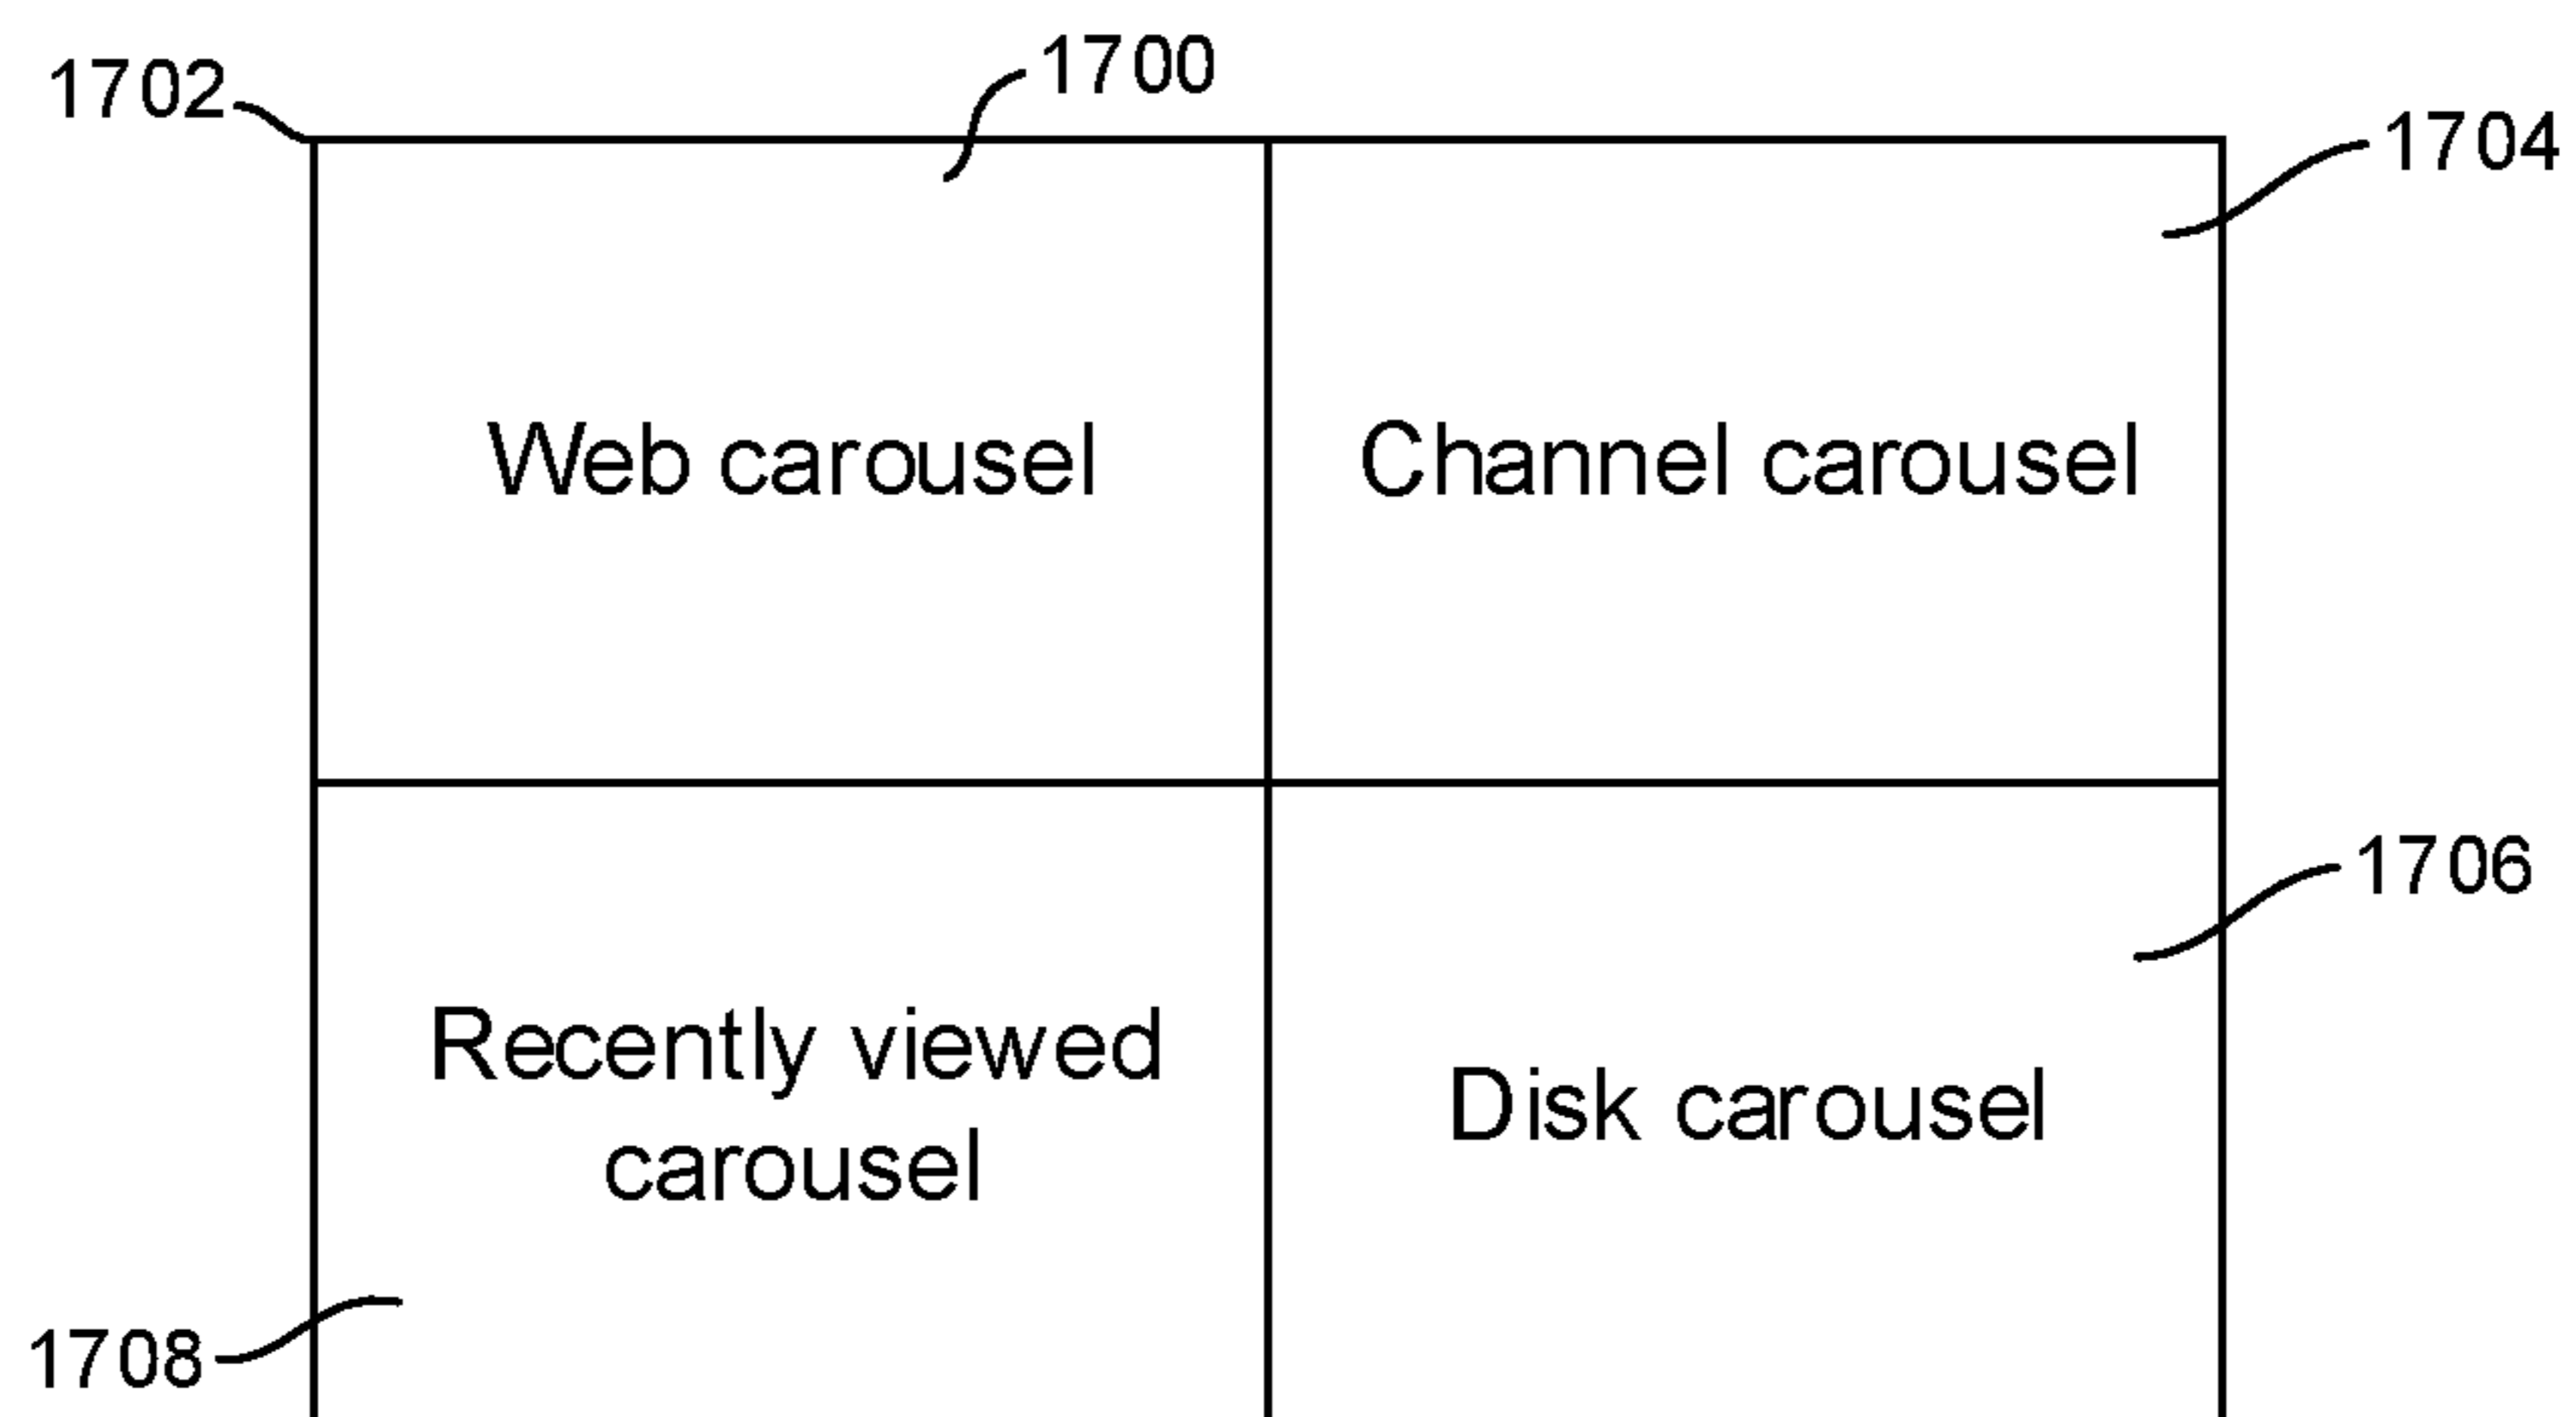 1700
1702
1704
Web carousel
Channel carousel
1706
Recently viewed
carousel
Disk carousel
1708